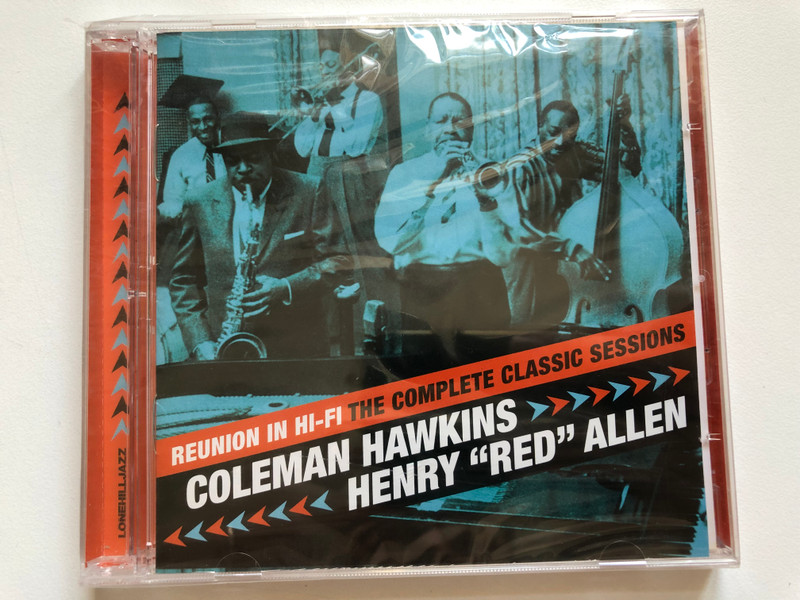 LONEHILLJAZZ
REUNION IN HI-FI THE COMPLETE CLASSIC SESSIONS
COLEMAN HAWKINS
HENRY “RED” ALLEN